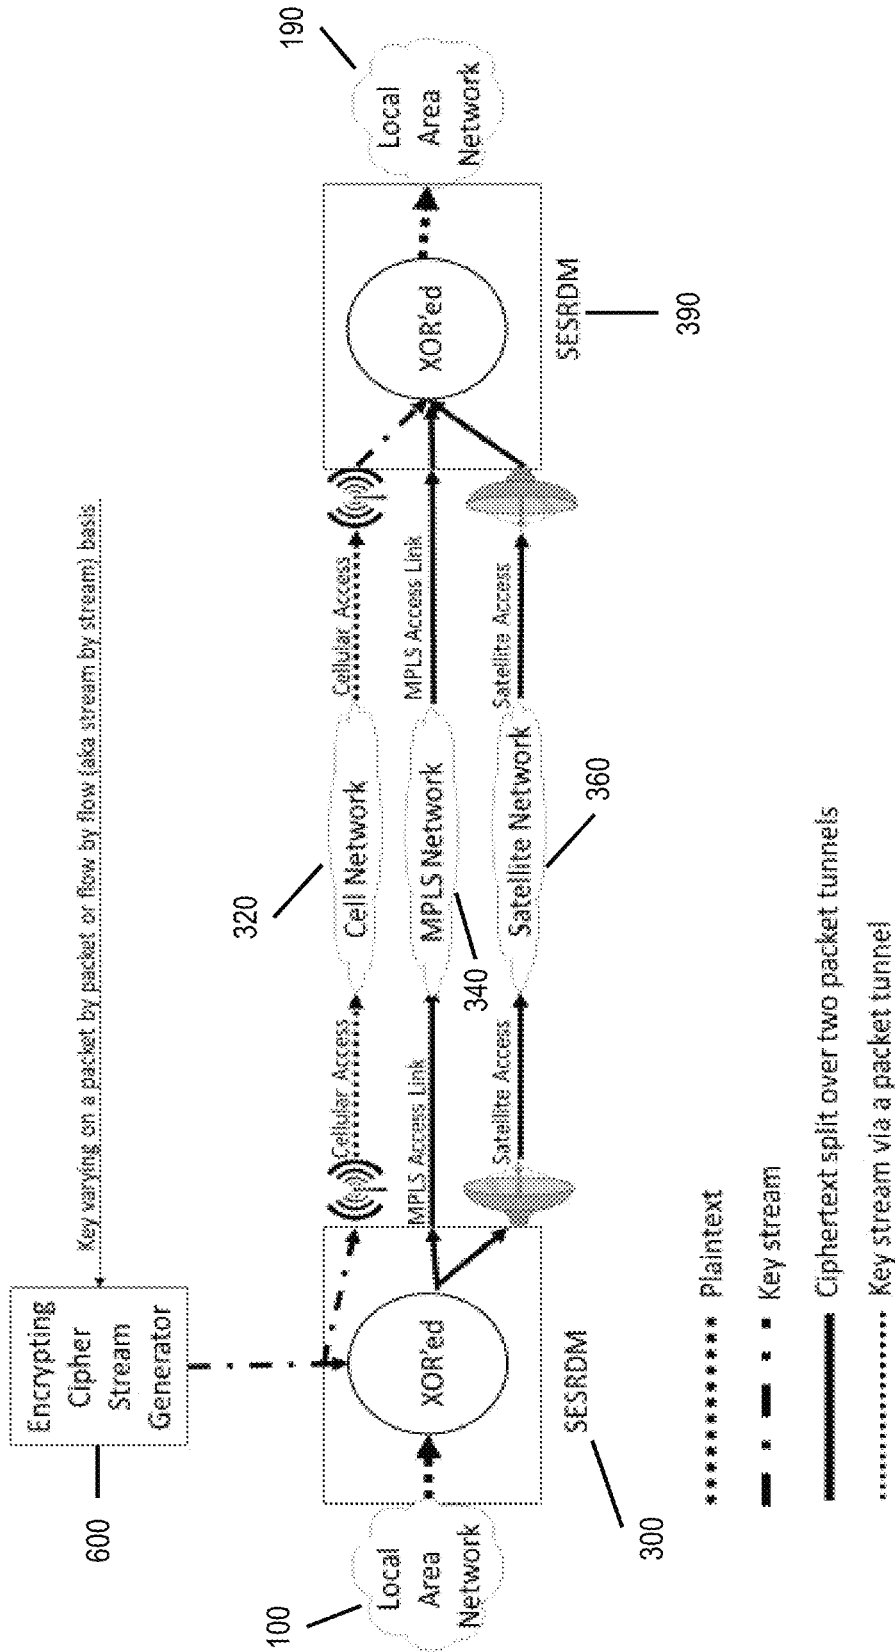 600
Encrypting
Cipher
Stream
Generator
Key varying on a packet by packet or flow by flow (aka stream by stream) basis
100
Local
Area
Network
XOR'ed
SESRDM
300
Cellular Access
MPLS Access Link
Satellite Access
320
Cell Network
MPLS Network
340
Satellite Network
360
Cellular Access
MPLS Access Link
Satellite Access
XOR'ed
SESRDM
390
Local
Area
Network
190
Plaintext
Key stream
Ciphertext split over two packet tunnels
Key stream via a packet tunnel